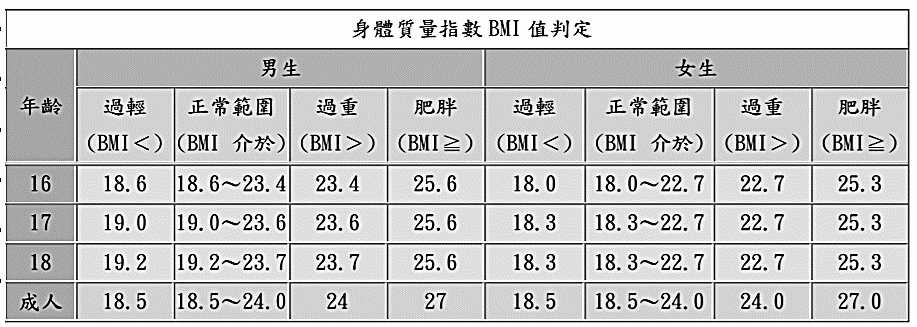 身體質量指數 BMI 值判定
年齡 男生 女生
過輕 (BMI<) 正常範圍 (BMI 介於) 過重 (BMI>) 肥胖 (BMI≧) 過輕 (BMI<) 正常範圍 (BMI 介於) 過重 (BMI>) 肥胖 (BMI≧)
16 18.6 18.6～23.4 23.4 25.6 18.0 18.0～22.7 22.7 25.3
17 19.0 19.0～23.6 23.6 25.6 18.3 18.3～22.7 22.7 25.3
18 19.2 19.2～23.7 23.7 25.6 18.3 18.3～22.7 22.7 25.3
成人 18.5 18.5～24.0 24 27 18.5 18.5～24.0 24.0 27.0